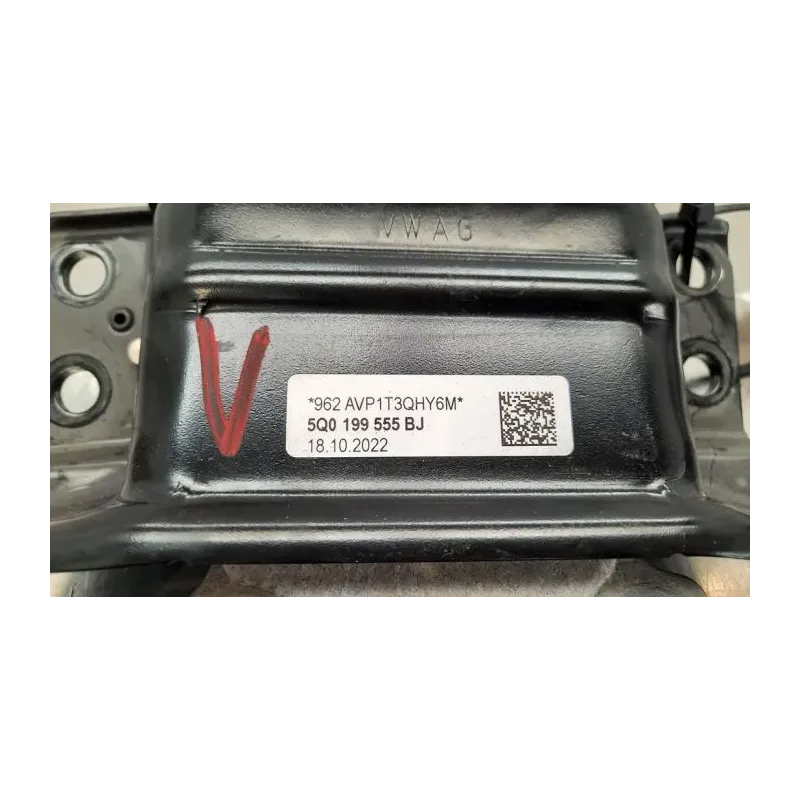 VWAG
V
*962 AVP1T3QHY6M*
5Q0 199 555 BJ
18.10.2022